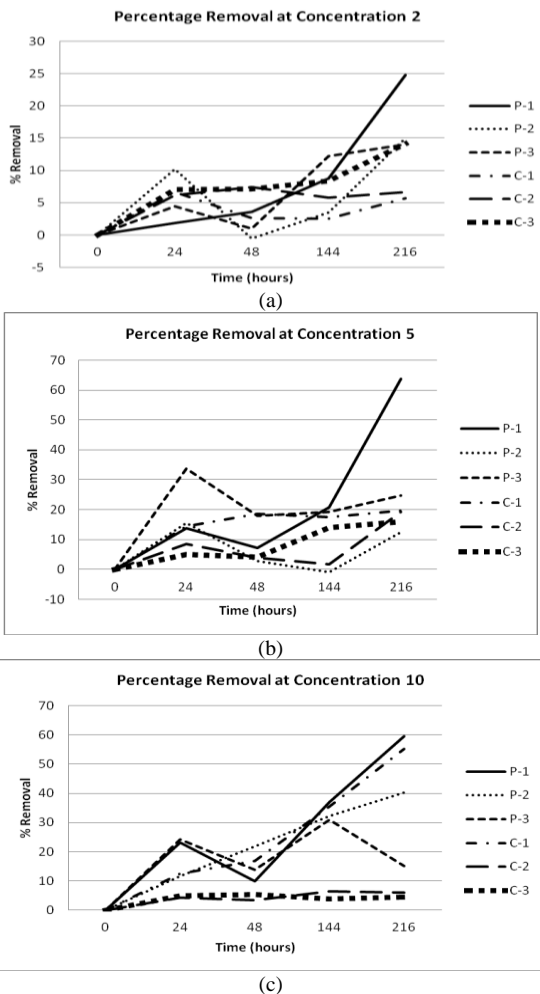 Percentage Removal at Concentration 2
30
25
20
15
10
5
0
-5
% Removal
0 24 48 144 216
Time (hours)
P-1
P-2
P-3
C-1
C-2
C-3
(a)
Percentage Removal at Concentration 5
70
60
50
40
30
20
10
0
-10
% Removal
0 24 48 144 216
Time (hours)
P-1
P-2
P-3
C-1
C-2
C-3
(b)
Percentage Removal at Concentration 10
70
60
50
40
30
20
10
0
% Removal
0 24 48 144 216
Time (hours)
P-1
P-2
P-3
C-1
C-2
C-3
(c)